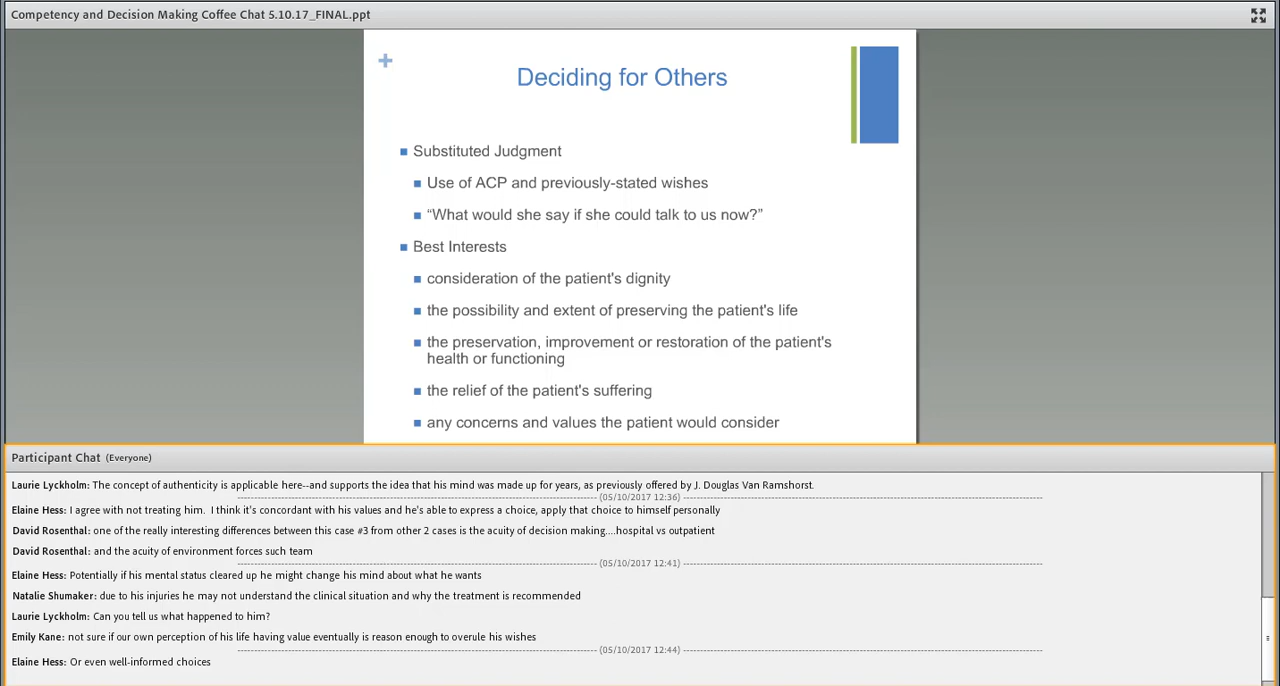 Competency and Decision Making Coffee Chat 5.10.17_FINAL.ppt
+
Deciding for Others
Substituted Judgment
Use of ACP and previously-stated wishes
“What would she say if she could talk to us now?”
Best Interests
consideration of the patient's dignity
the possibility and extent of preserving the patient's life
the preservation, improvement or restoration of the patient's
health or functioning
the relief of the patient's suffering
any concerns and values the patient would consider
Participant Chat (Everyone)
Laurie Lyckholm: The concept of authenticity is applicable here--and supports the idea that his mind was made up for years, as previously offered by J. Douglas Van Ramshorst.
(05/10/2017 12:36)
Elaine Hess: I agree with not treating him.  I think it's concordant with his values and he's able to express a choice, apply that choice to himself personally
David Rosenthal: one of the really interesting differences between this case #3 from other 2 cases is the acuity of decision making....hospital vs outpatient
David Rosenthal: and the acuity of environment forces such team
(05/10/2017 12:41)
Elaine Hess: Potentially if his mental status cleared up he might change his mind about what he wants
Natalie Shumaker: due to his injuries he may not understand the clinical situation and why the treatment is recommended
Laurie Lyckholm: Can you tell us what happened to him?
Emily Kane: not sure if our own perception of his life having value eventually is reason enough to overule his wishes
(05/10/2017 12:44)
Elaine Hess: Or even well-informed choices